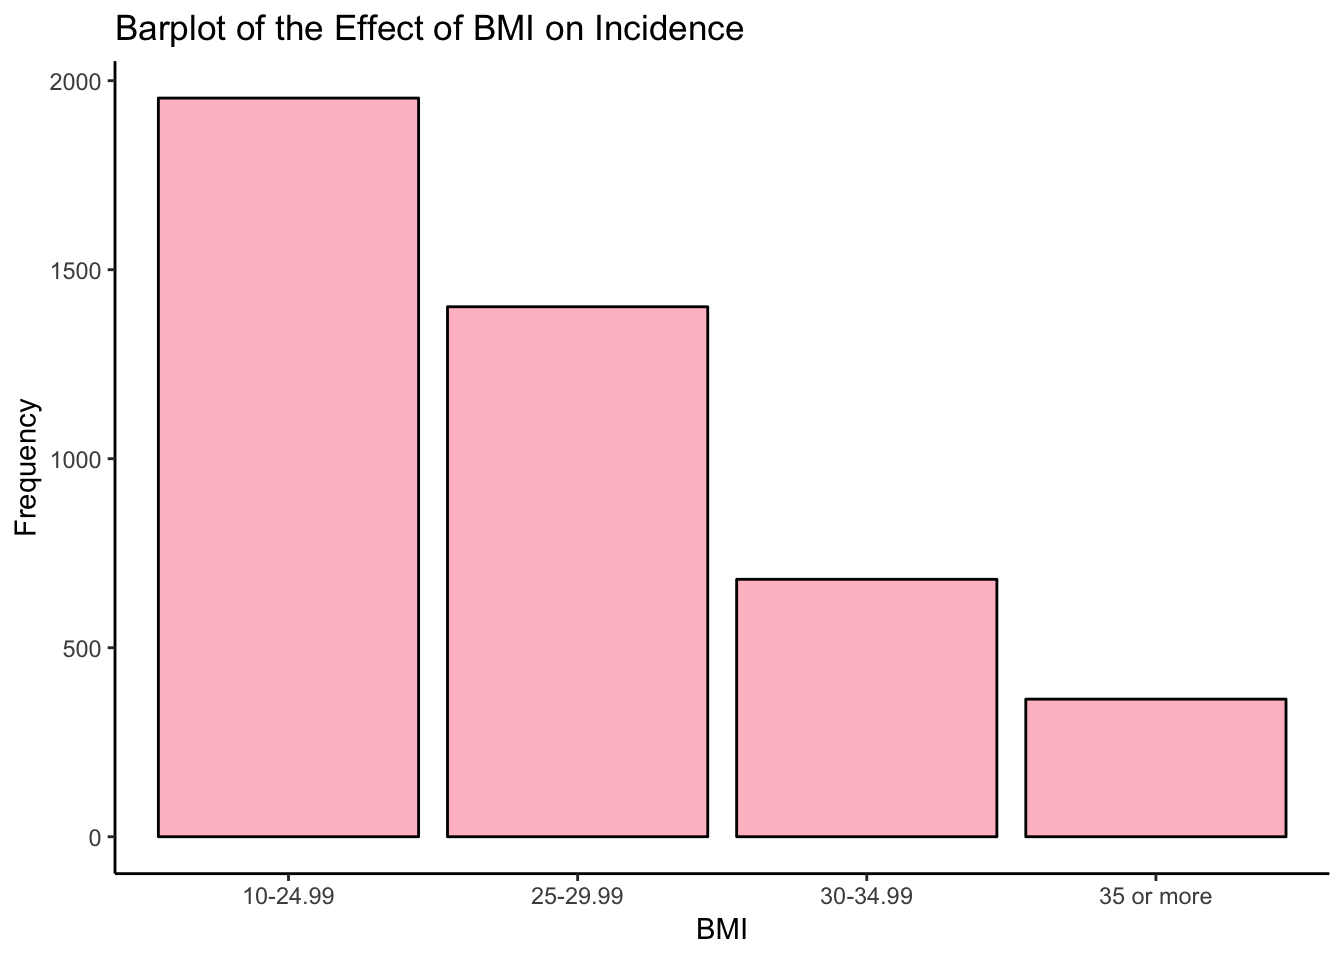 Barplot of the Effect of BMI on Incidence
2000
1500
1000
500
0
Frequency
10-24.99 25-29.99 30-34.99 35 or more
BMI